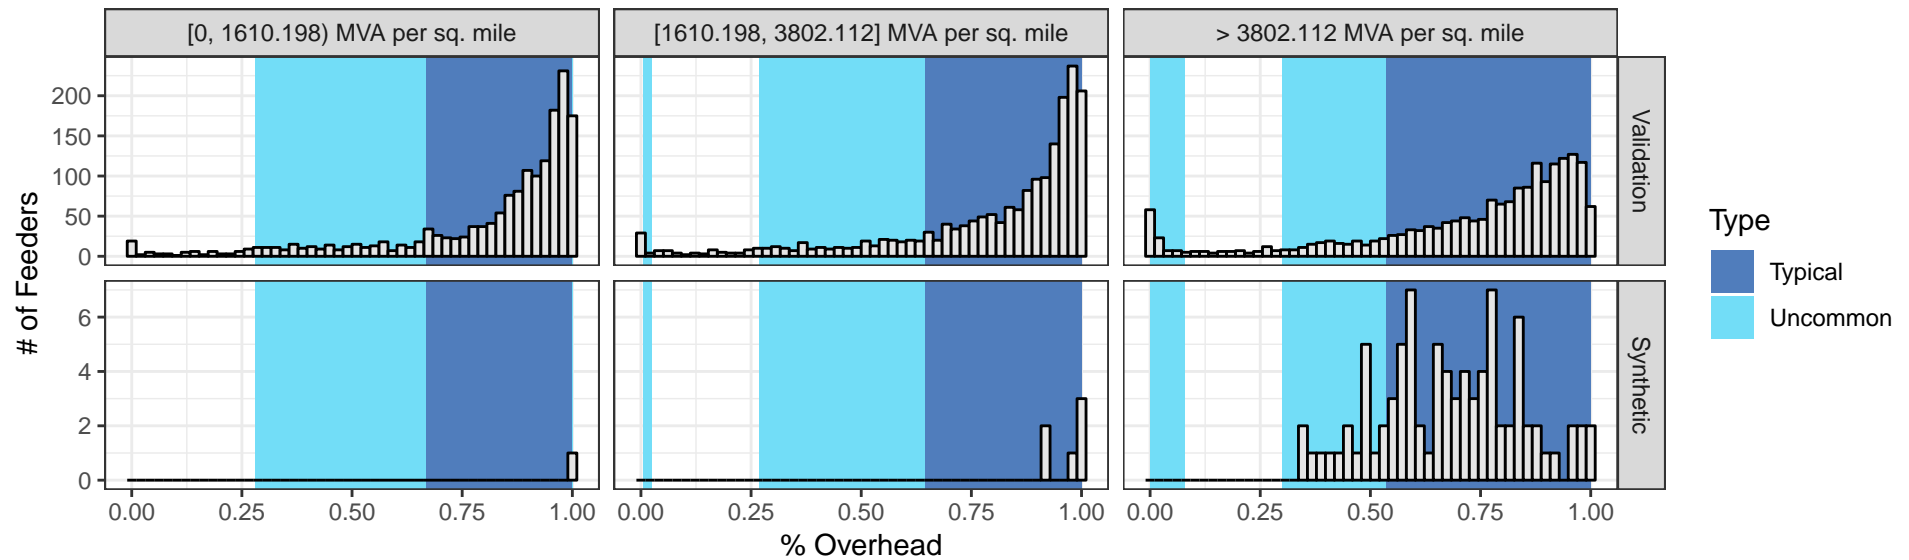 [0, 1610.198) MVA per sq. mile
[1610.198, 3802.112] MVA per sq. mile
> 3802.112 MVA per sq. mile
# of Feeders
200
150
100
50
0
Validation
6
4
2
0
Synthetic
0.00 0.25 0.50 0.75 1.00
0.00 0.25 0.50 0.75 1.00
0.00 0.25 0.50 0.75 1.00
% Overhead
Type
Typical
Uncommon